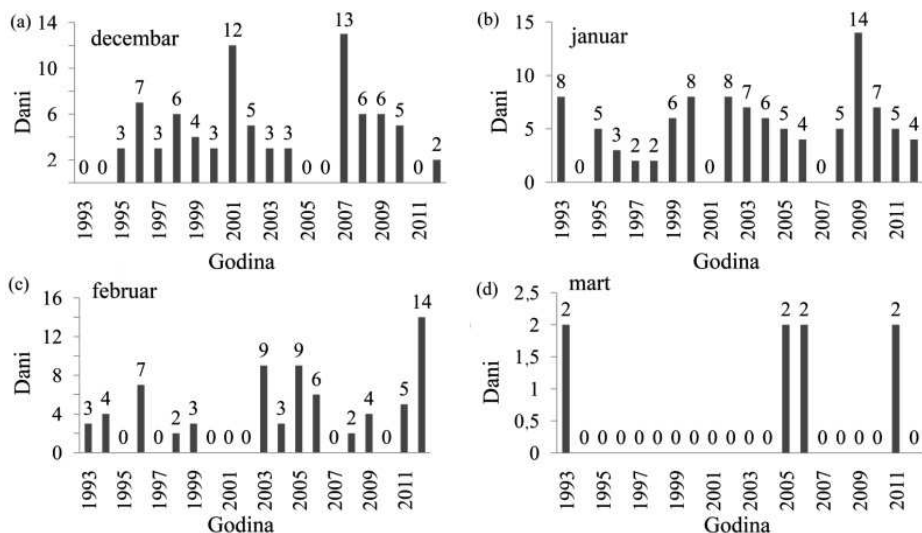 (a)
decembar
Dani
14
10
6
2
0 0 3 7 3 6 4 3 12 5 3 3 0 0 13 6 6 5 0 2
1993 1995 1997 1999 2001 2003 2005 2007 2009 2011
Godina
(b)
januar
Dani
15
10
5
0
8 0 5 3 2 2 6 8 0 8 7 6 5 4 0 5 14 7 5 4
1993 1995 1997 1999 2001 2003 2005 2007 2009 2011
Godina
(c)
februar
Dani
16
12
8
4
0
3 4 0 7 0 2 3 0 0 0 9 3 9 6 0 2 4 0 5 14
1993 1995 1997 1999 2001 2003 2005 2007 2009 2011
Godina
(d)
mart
Dani
2,5
2
1,5
1
0,5
0
2 0 0 0 0 0 0 0 0 0 0 0 2 2 0 0 0 0 2 0
1993 1995 1997 1999 2001 2003 2005 2007 2009 2011
Godina